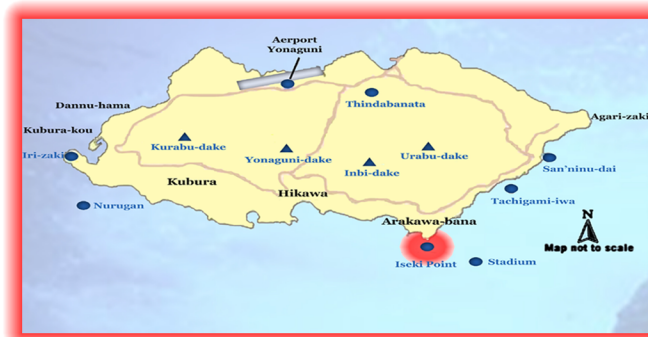 Aerport
Yonaguni
Dannu-hama
Thindabanata
Agari-zaki
Kubura-kou
Kurabu-dake
Iri-zaki
Yonaguni-dake
Urabu-dake
Inbi-dake
San'ninu-dai
Kubura
Hikawa
Tachigami-iwa
Nurugan
Arakawa-bana
N
Map not to scale
Iseki Point
Stadium